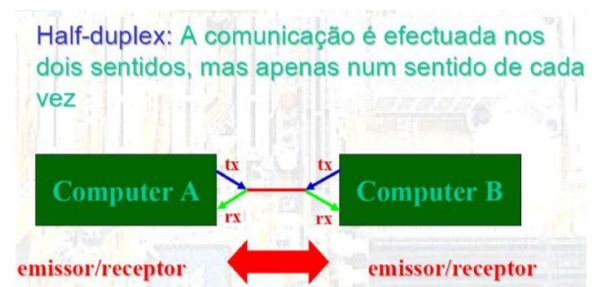 Half-duplex: A comunicação é efectuada nos
dois sentidos, mas apenas num sentido de cada
vez
tx tx
Computer A Computer B
rx rx
emissor/receptor emissor/receptor